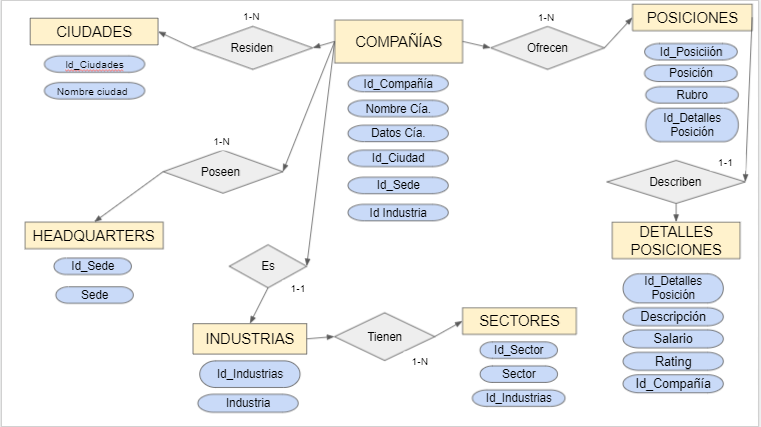 CIUDADES
Id_Ciudades
Nombre ciudad
1-N
Residen
COMPAÑÍAS
Id_Compañía
Nombre Cía.
Datos Cía.
Id_Ciudad
Id_Sede
Id Industria
1-N
Ofrecen
POSICIONES
Id_Posiciión
Posición
Rubro
Id_Detalles
Posición
1-N
Poseen
HEADQUARTERS
Id_Sede
Sede
Es
1-1
INDUSTRIAS
Id_Industrias
Industria
Tienen
1-N
SECTORES
Id_Sector
Sector
Id_Industrias
1-1
Describen
DETALLES
POSICIONES
Id_Detalles
Posición
Descripción
Salario
Rating
Id_Compañía